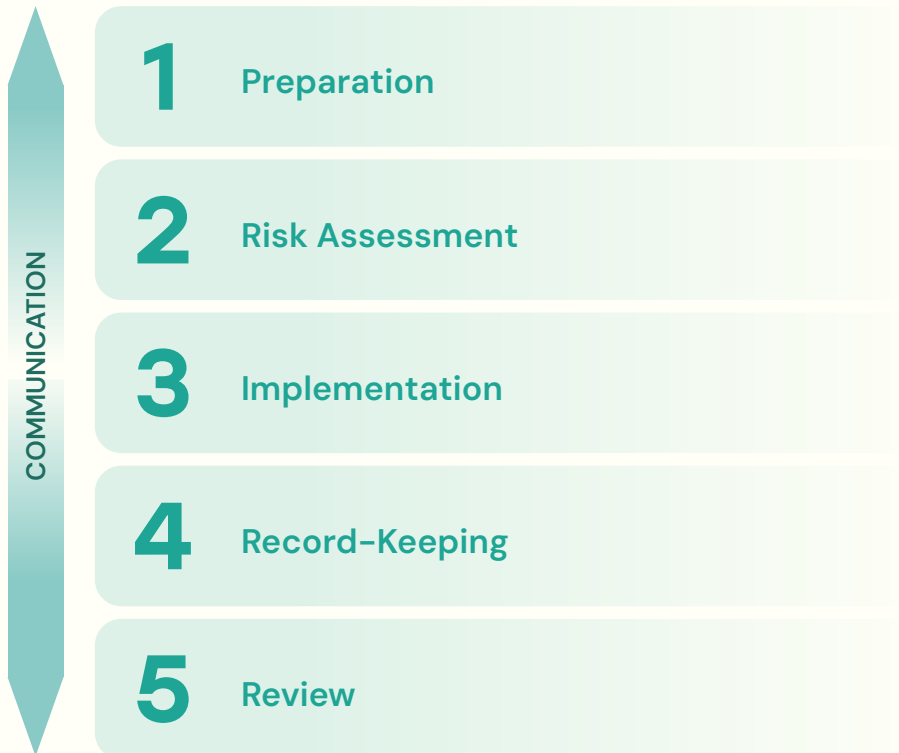 COMMUNICATION
1 Preparation
2 Risk Assessment
3 Implementation
4 Record-Keeping
5 Review